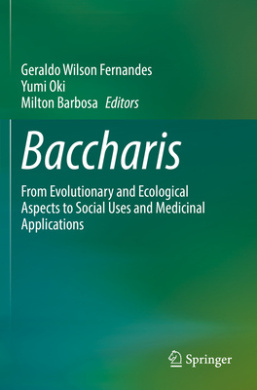 Geraldo Wilson Fernandes
Yumi Oki
Milton Barbosa Editors
Baccharis
From Evolutionary and Ecological
Aspects to Social Uses and Medicinal
Applications
Springer